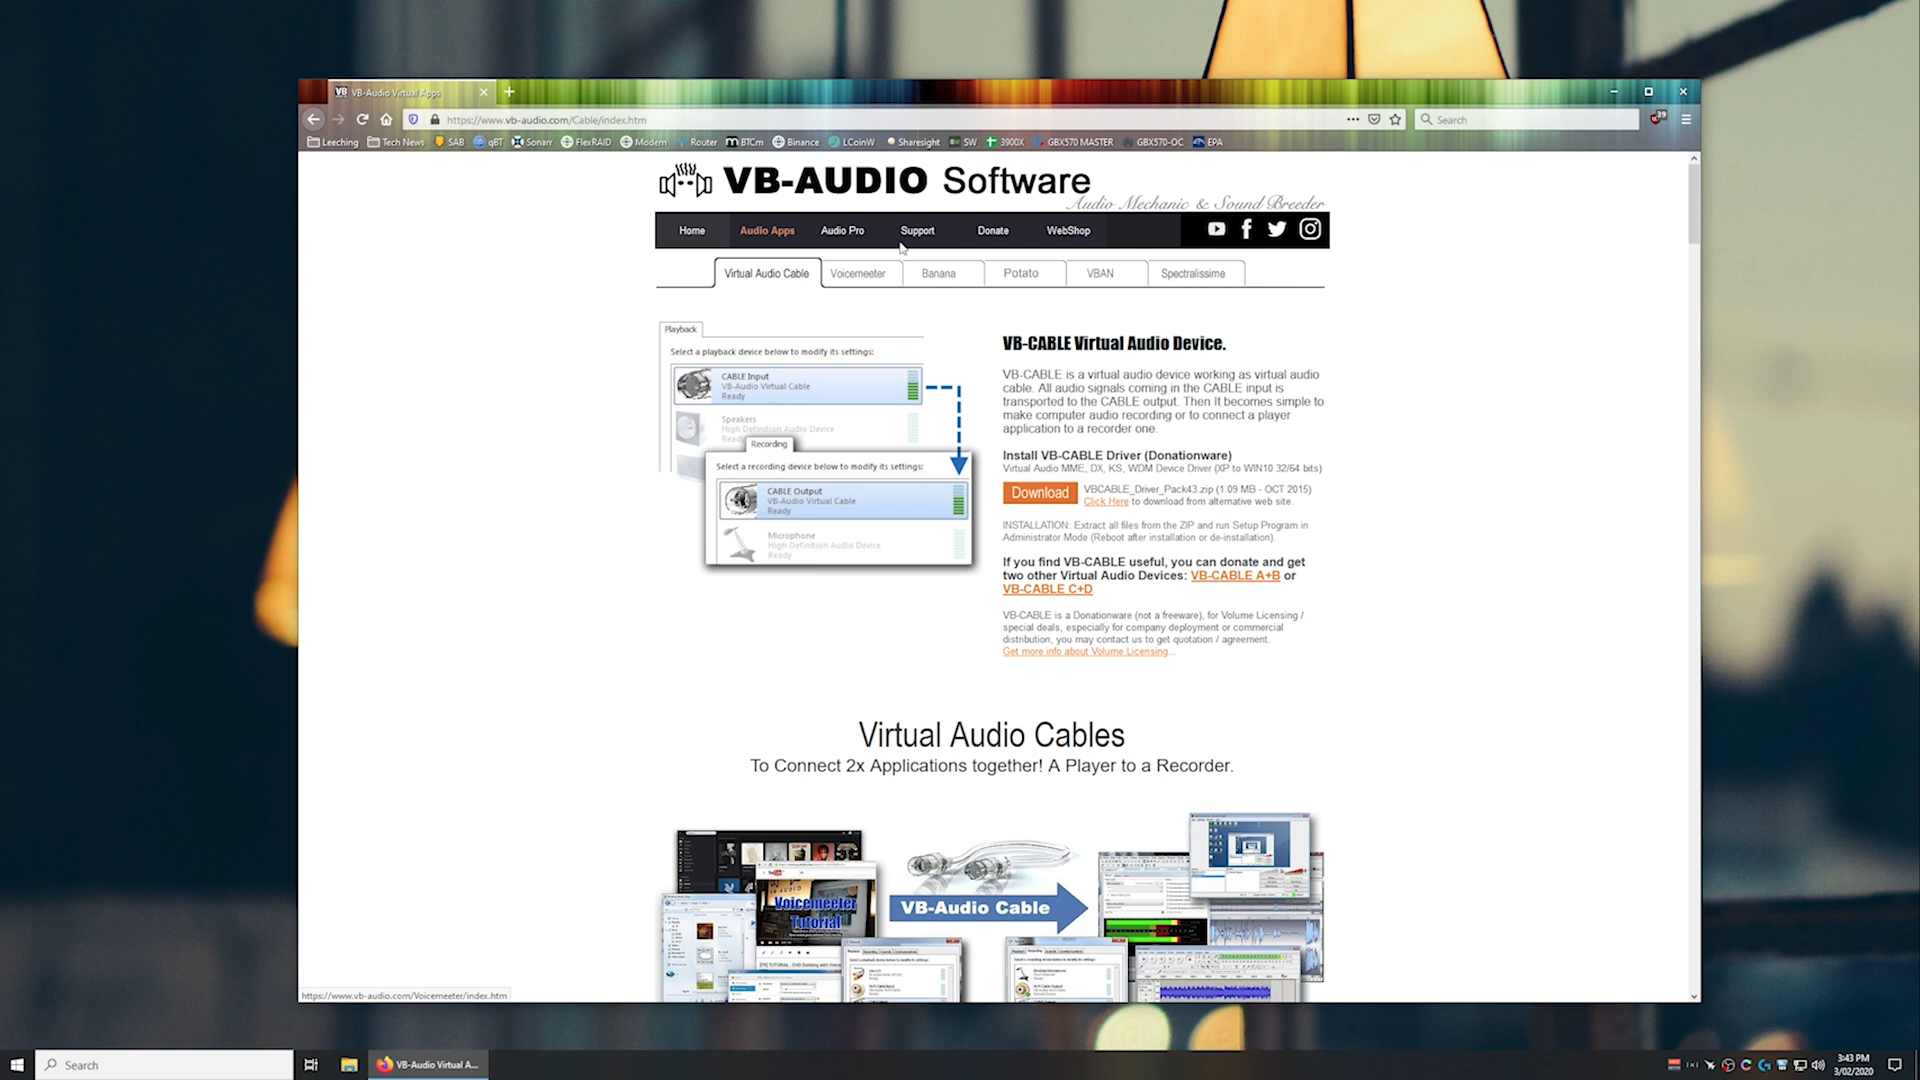 VB VB-Audio Virtual Apps
https://www.vb-audio.com/Cable/index.htm
Search
39
Leeching Tech News SAB qBT Sonarr FlexRAID Modem Router BTCm Binance LCoinW Sharesight SW 3900X GBX570 MASTER GBX570-OC EPA
VB-AUDIO Software
Audio Mechanic & Sound Breeder
Home Audio Apps Audio Pro Support Donate WebShop
Virtual Audio Cable Voicemeeter Banana Potato VBAN Spectralissime
Playback
Select a playback device below to modify its settings:
CABLE Input
VB-Audio Virtual Cable
Ready
Speakers
High Definition Audio Device
Ready
Recording
Select a recording device below to modify its settings:
CABLE Output
VB-Audio Virtual Cable
Ready
Microphone
High Definition Audio Device
Ready
VB-CABLE Virtual Audio Device.
VB-CABLE is a virtual audio device working as virtual audio
cable. All audio signals coming in the CABLE input is
transported to the CABLE output. Then It becomes simple to
make computer audio recording or to connect a player
application to a recorder one.
Install VB-CABLE Driver (Donationware)
Virtual Audio MME, DX, KS, WDM Device Driver (XP to WIN10 32/64 bits)
Download
VBCABLE_Driver_Pack43.zip (1.09 MB - OCT 2015)
Click Here to download from alternative web site.
INSTALLATION: Extract all files from the ZIP and run Setup Program in
Administrator Mode (Reboot after installation or de-installation).
If you find VB-CABLE useful, you can donate and get
two other Virtual Audio Devices: VB-CABLE A+B or
VB-CABLE C+D
VB-CABLE is a Donationware (not a freeware), for Volume Licensing /
special deals, especially for company deployment or commercial
distribution, you may contact us to get quotation / agreement.
Get more info about Volume Licensing...
Virtual Audio Cables
To Connect 2x Applications together! A Player to a Recorder.
VB-AUDIO
Voicemeeter
Tutorial
VB-Audio Cable
https://www.vb-audio.com/Voicemeeter/index.htm
Search
VB-Audio Virtual A...
3:43 PM
3/02/2020